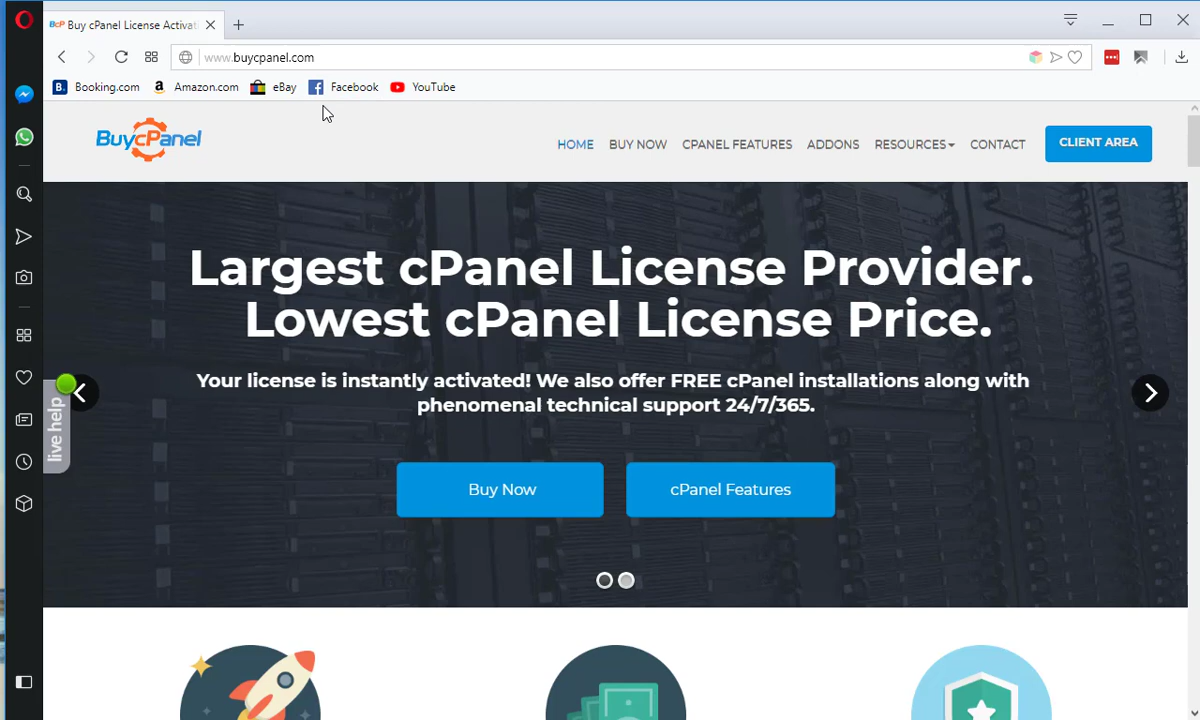 Buy cPanel License Activat
www.buycpanel.com
Booking.com Amazon.com eBay Facebook YouTube
BuycPanel
HOME BUY NOW CPANEL FEATURES ADDONS RESOURCES CONTACT CLIENT AREA
Largest cPanel License Provider.
Lowest cPanel License Price.
Your license is instantly activated! We also offer FREE cPanel installations along with
phenomenal technical support 24/7/365.
live help
Buy Now cPanel Features